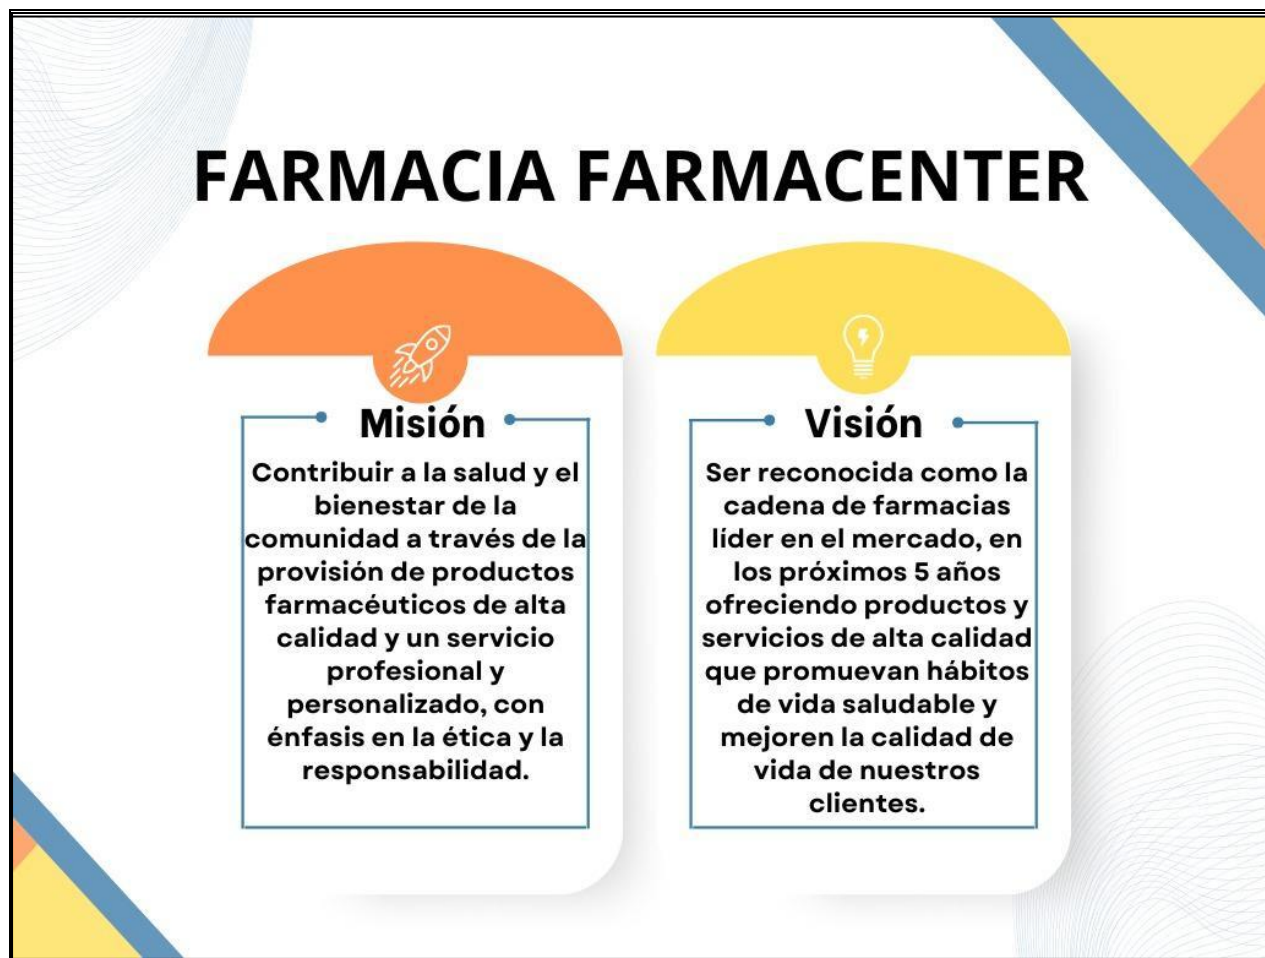 FARMACIA FARMACENTER
Misión
Contribuir a la salud y el
bienestar de la
comunidad a través de la
provisión de productos
farmacéuticos de alta
calidad y un servicio
profesional y
personalizado, con
énfasis en la ética y la
responsabilidad.
Visión
Ser reconocida como la
cadena de farmacias
líder en el mercado, en
los próximos 5 años
ofreciendo productos y
servicios de alta calidad
que promuevan hábitos
de vida saludable y
mejoren la calidad de
vida de nuestros
clientes.